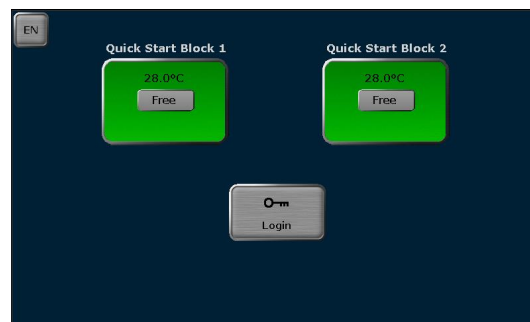 EN
Quick Start Block 1
Quick Start Block 2
28.0°C
28.0°C
Free
Free
Login